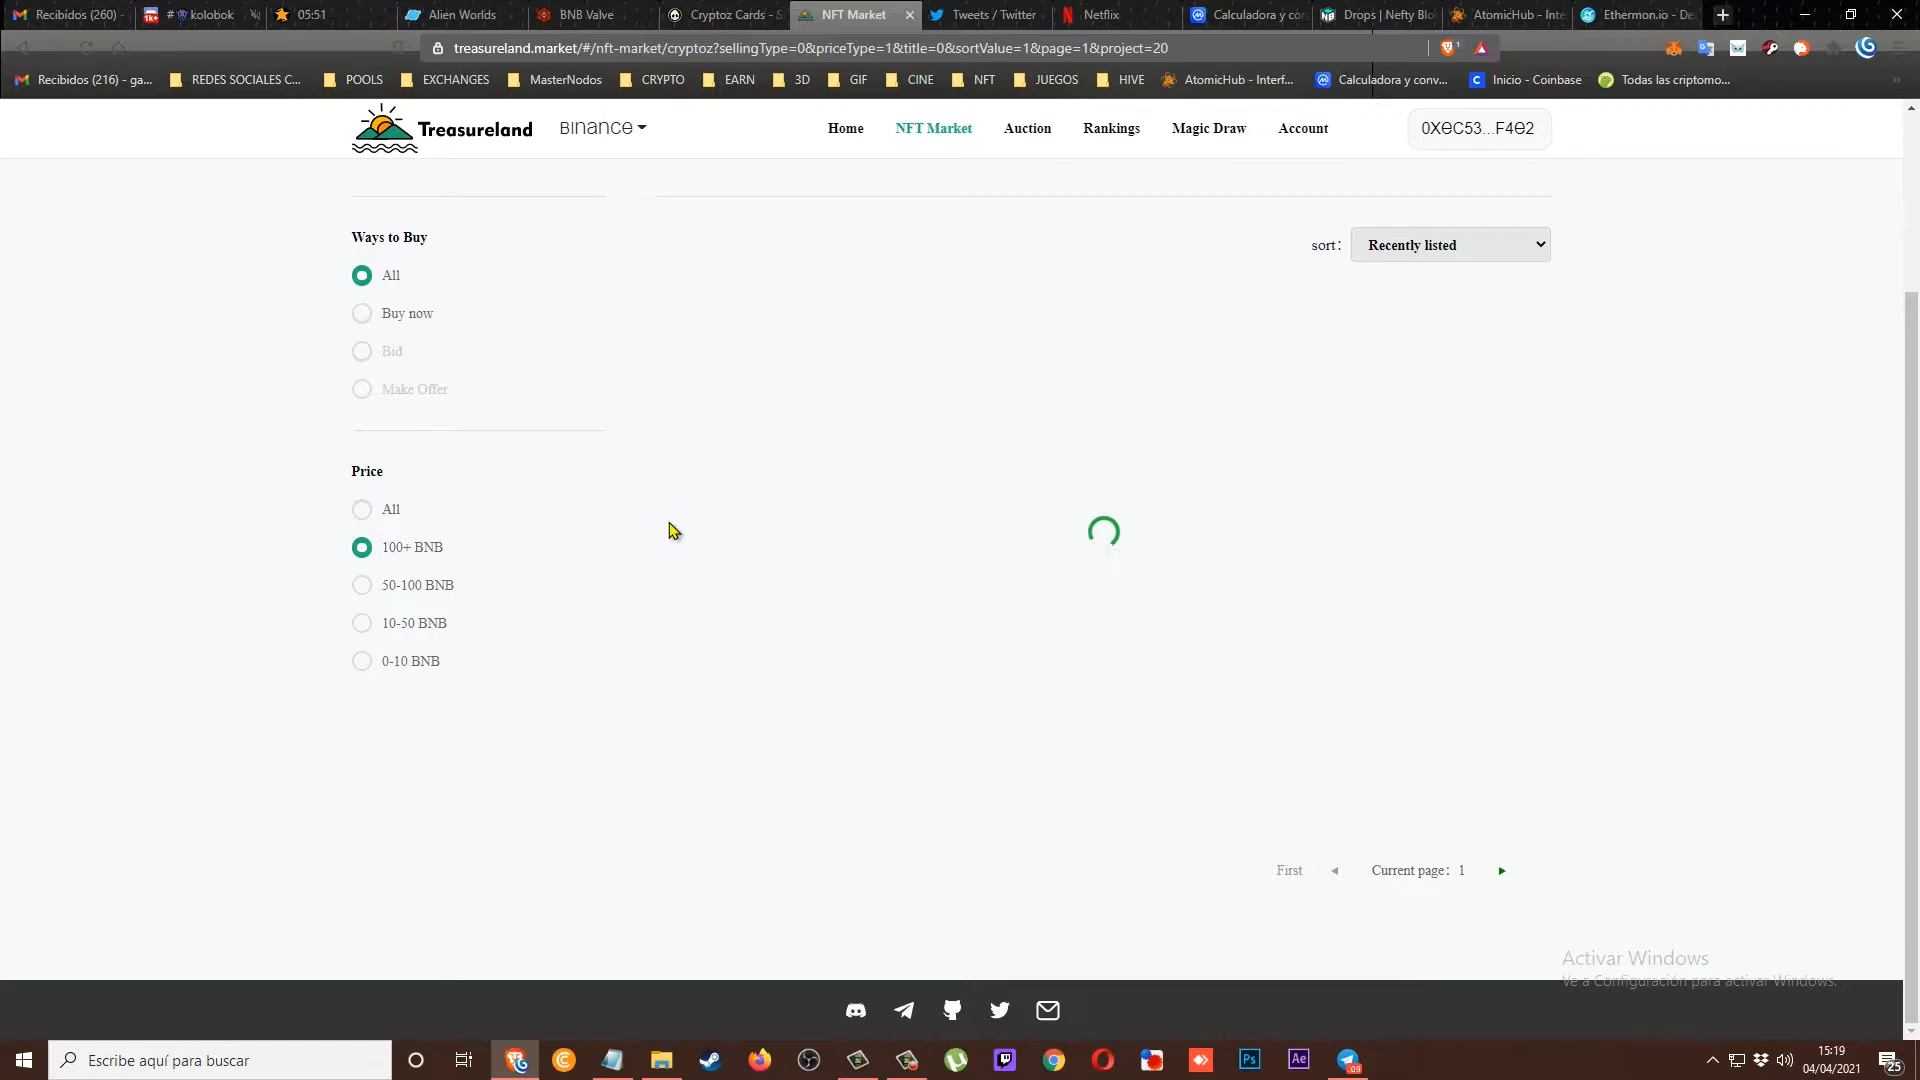 Recibidos (260) -
# kolobok
05:51
Alien Worlds
BNB Valve
Cryptoz Cards - S
NFT Market
Tweets / Twitter
Netflix
Calculadora y con
Drops | Nefty Blo
AtomicHub - Inte
Ethermon.io - De
treasureland.market/#/nft-market/cryptoz?sellingType=0&priceType=1&title=0&sortValue=1&page=1&project=20
Recibidos (216) - ga...
REDES SOCIALES C...
POOLS
EXCHANGES
MasterNodos
CRYPTO
EARN
3D
GIF
CINE
NFT
JUEGOS
HIVE
AtomicHub - Interf...
Calculadora y conv...
Inicio - Coinbase
Todas las criptomo...
Treasureland
Binance
Home
NFT Market
Auction
Rankings
Magic Draw
Account
0xec53...F4e2
Ways to Buy
sort:
Recently listed
All
Buy now
Bid
Make Offer
Price
All
100+ BNB
50-100 BNB
10-50 BNB
0-10 BNB
First
Current page: 1
Activar Windows
Ve a Configuración para activar Windows.
Escribe aquí para buscar
Ps
Ae
15:19
04/04/2021
25